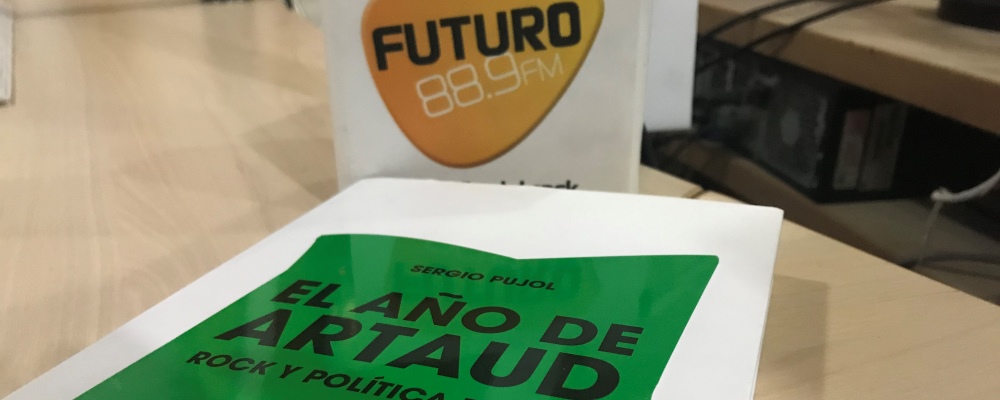 FUTURO
88.9FM
SERGIO PUJOL
EL AÑO DE
ARTAUD
ROCK Y POLÍTICA